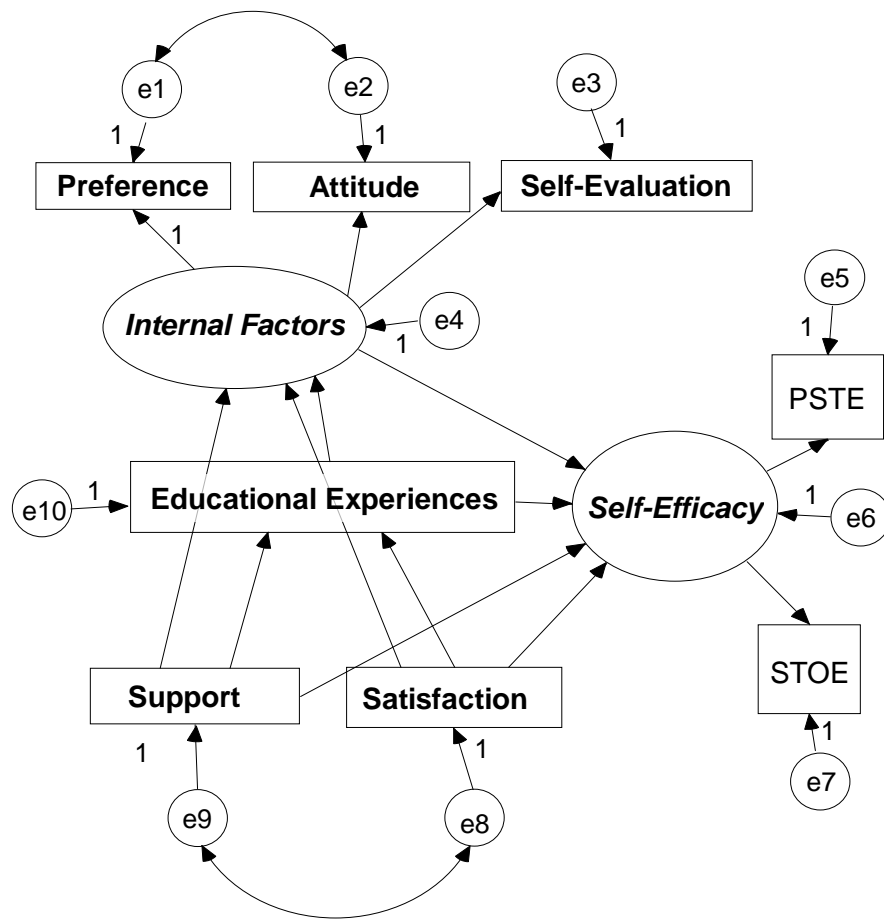 e1
e2
e3
1
1
1
Preference
Attitude
Self-Evaluation
1
e5
Internal Factors
e4
1
1
PSTE
Educational Experiences
1
e10
Self-Efficacy
1
e6
STOE
Support
Satisfaction
1
1
1
e7
e9
e8